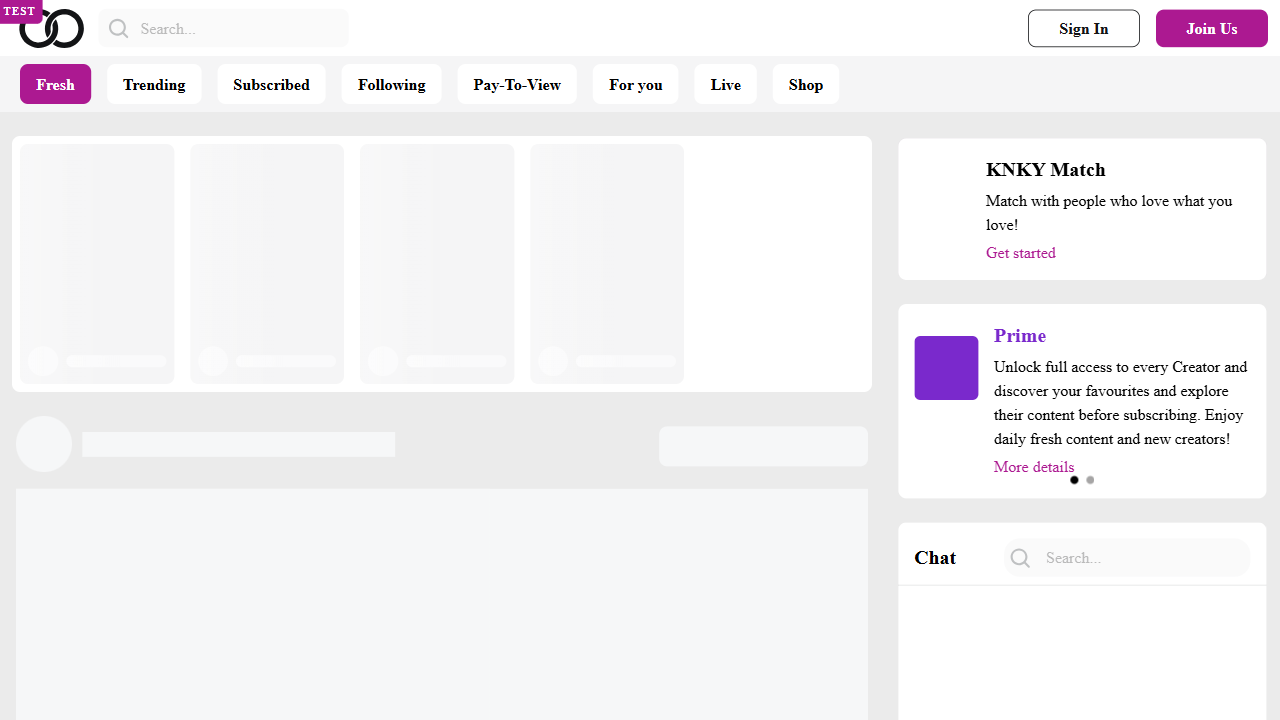 TEST
Search...
Sign In
Join Us
Fresh
Trending
Subscribed
Following
Pay-To-View
For you
Live
Shop
KNKY Match
Match with people who love what you
love!
Get started
Prime
Unlock full access to every Creator and
discover your favourites and explore
their content before subscribing. Enjoy
daily fresh content and new creators!
More details
Chat
Search...